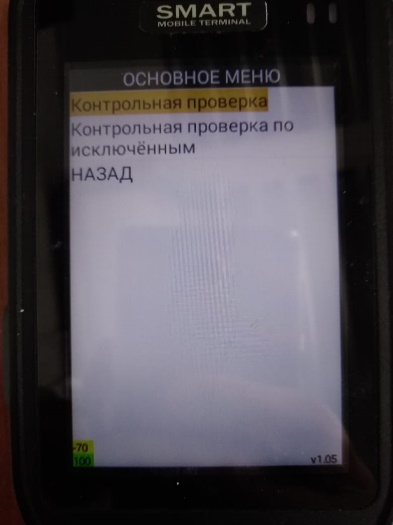 SMART
MOBILE TERMINAL
ОСНОВНОЕ МЕНЮ
Контрольная проверка
Контрольная проверка по
исключённым
НАЗАД
-70
100
v1.05